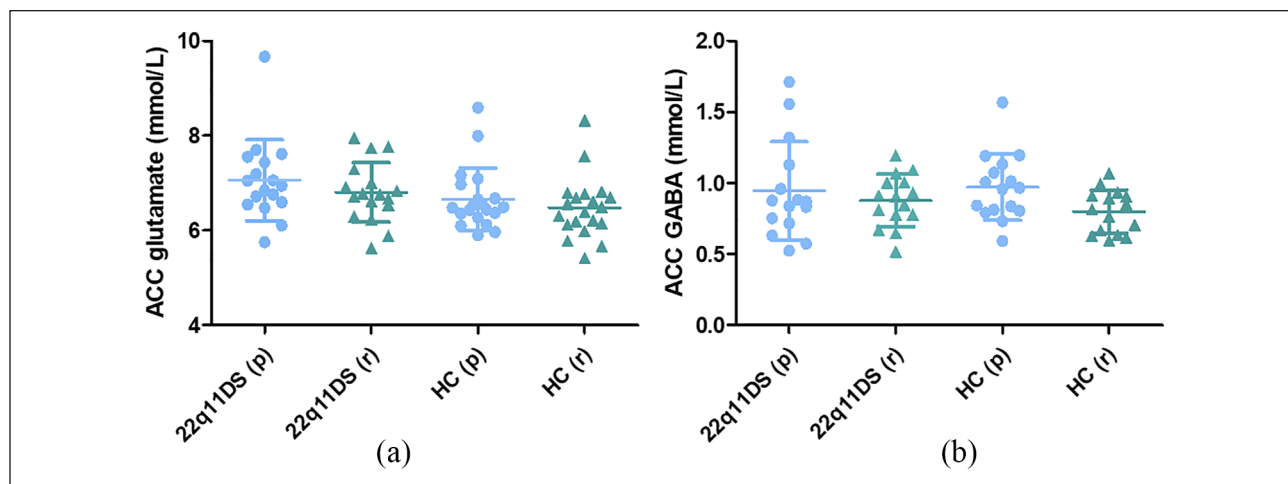 ACC glutamate (mmol/L)
10
8
6
4
22q11DS (p)
22q11DS (r)
HC (p)
HC (r)
(a)
ACC GABA (mmol/L)
2.0
1.5
1.0
0.5
0.0
22q11DS (p)
22q11DS (r)
HC (p)
HC (r)
(b)